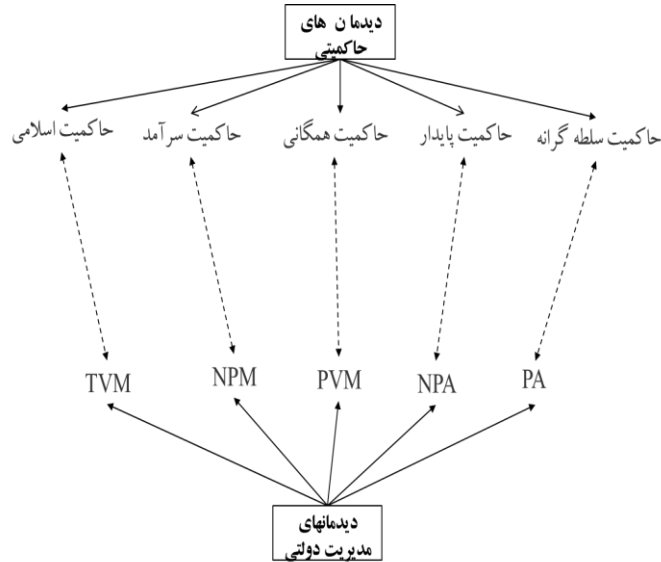 دیدمان های
حاکمیتی
حاکمیت سلطه گرانه
حاکمیت پایدار
حاکمیت همگانی
حاکمیت سرآمد
حاکمیت اسلامی
PA
NPA
PVM
NPM
TVM
دیدمانهای
مدیریت دولتی